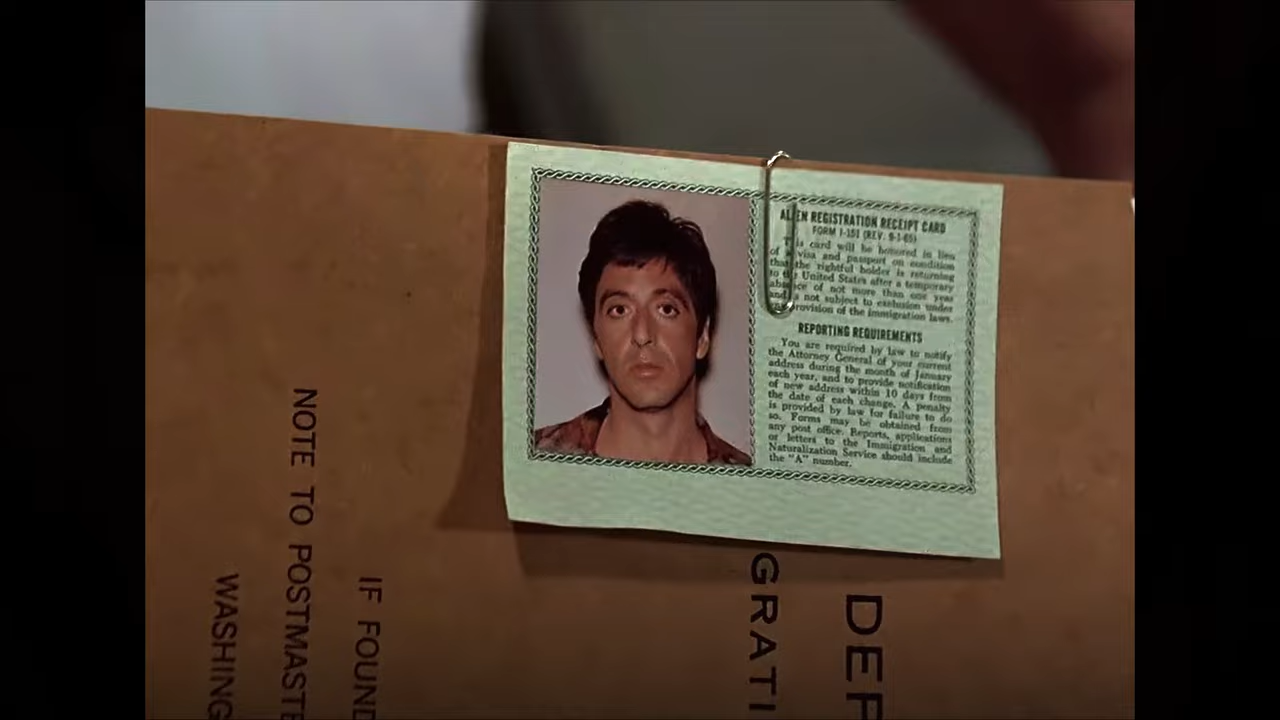 ALIEN REGISTRATION RECEIPT CARD
FORM I-151 (REV. 9-1-65)
This card will be honored in lieu
of a visa and passport on condition
that the rightful holder is returning
to the United States after a temporary
absence of not more than one year
and is not subject to exclusion under
any provision of the immigration laws.
REPORTING REQUIREMENTS
You are required by law to notify
the Attorney General of your current
address during the month of January
each year, and to provide notification
of new address within 10 days from
the date of each change. A penalty
is provided by law for failure to do
so. Forms may be obtained from
any post office. Reports, applications
or letters to the Immigration and
Naturalization Service should include
the "A" number.
DEP
GRATI
IF FOUND
NOTE TO POSTMASTE
WASHING